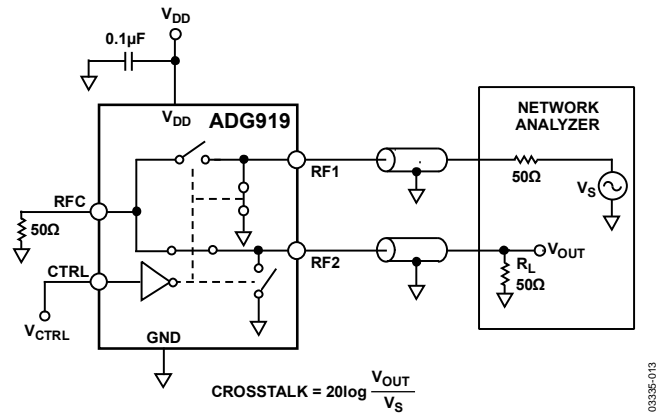 VDD
0.1µF
VDD
ADG919
NETWORK
ANALYZER
RF1
50Ω
VS
RFC
50Ω
CTRL
RF2
VOUT
RL
50Ω
VCTRL
GND
CROSSTALK = 20log VOUT
VS
03335-013